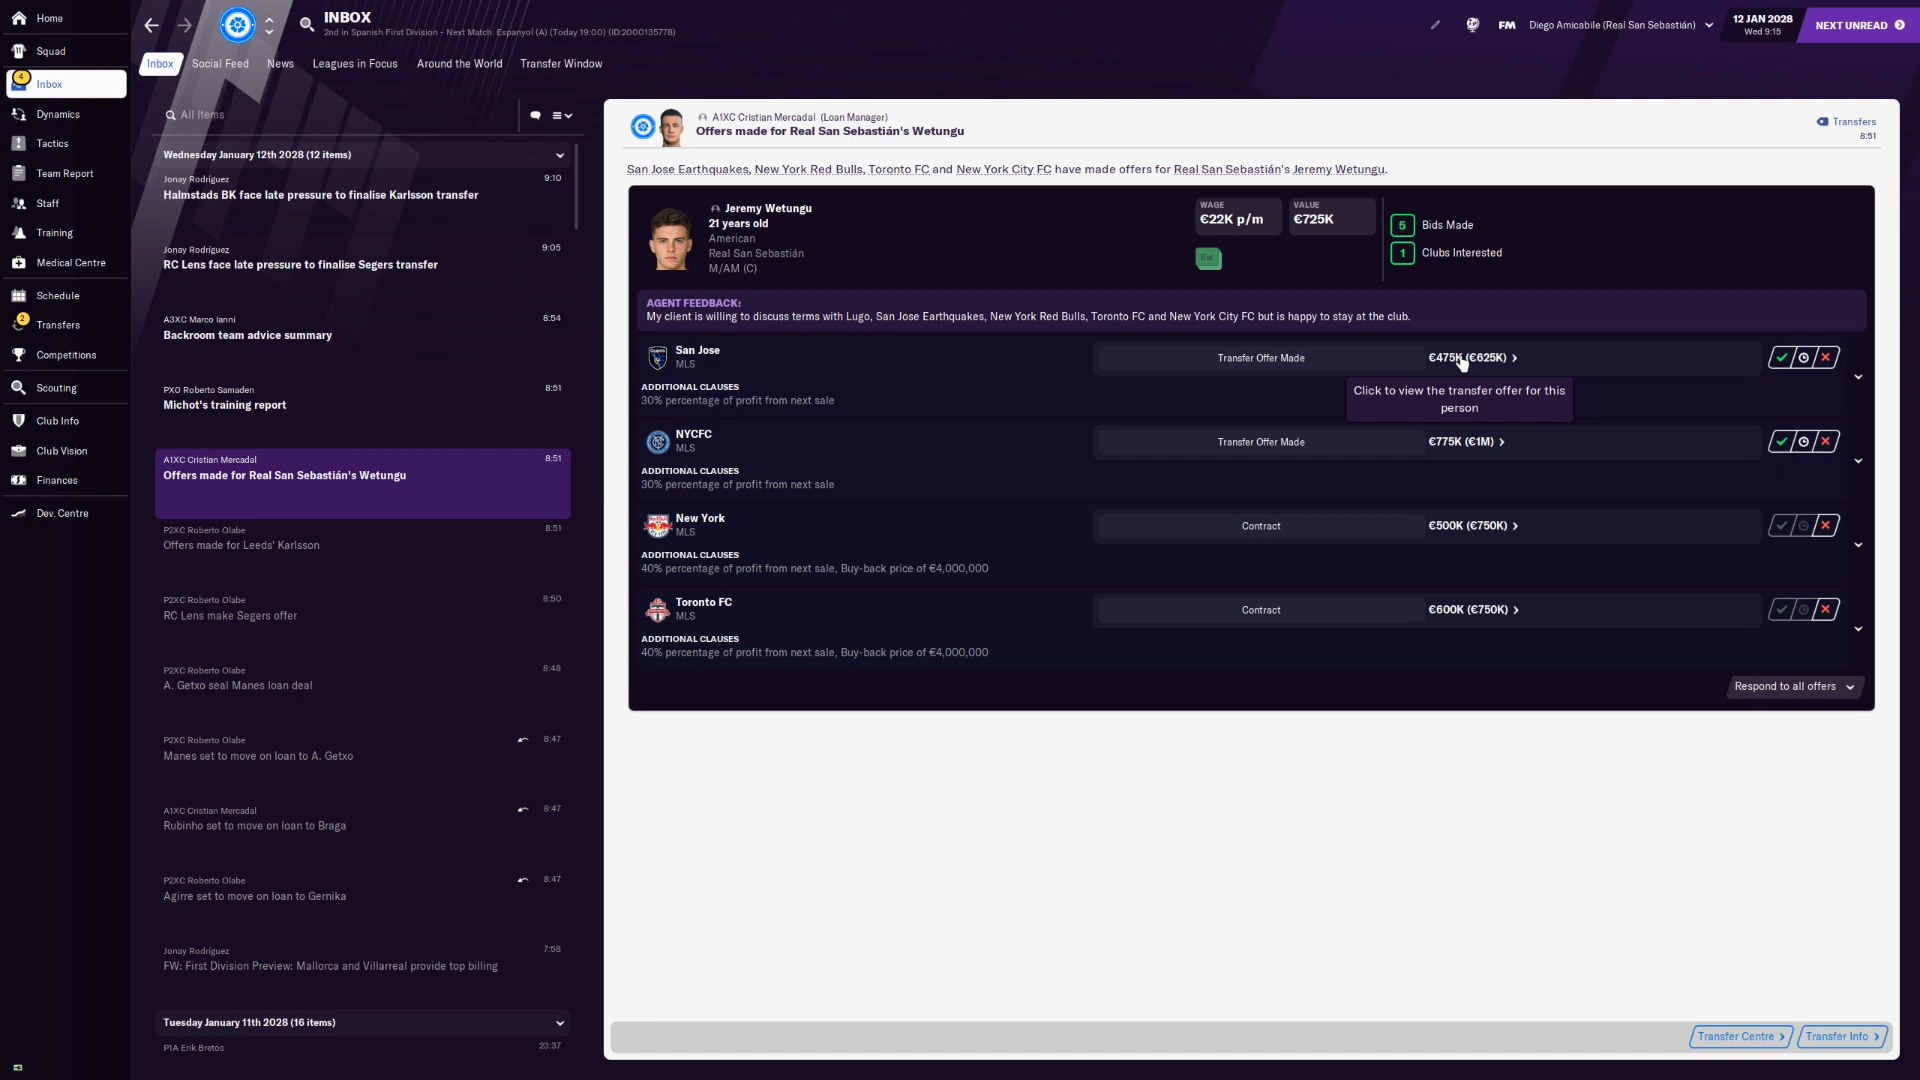 Home
Squad
4
Inbox
Dynamics
Tactics
Team Report
Staff
Training
Medical Centre
Schedule
2
Transfers
Competitions
Scouting
Club Info
Club Vision
Finances
Dev. Centre
INBOX
2nd in Spanish First Division - Next Match: Espanyol (A) (Today 19:00) (ID:2000135778)
FM
Diego Amicabile (Real San Sebastián)
12 JAN 2028
Wed 9:15
NEXT UNREAD
Inbox
Social Feed
News
Leagues in Focus
Around the World
Transfer Window
All Items
Wednesday January 12th 2028 (12 items)
Jonay Rodríguez
9:10
Halmstads BK face late pressure to finalise Karlsson transfer
Jonay Rodríguez
9:05
RC Lens face late pressure to finalise Segers transfer
A3XC Marco Ianni
8:54
Backroom team advice summary
PX0 Roberto Samaden
8:51
Michot's training report
A1XC Cristian Mercadal
8:51
Offers made for Real San Sebastián's Wetungu
P2XC Roberto Olabe
8:51
Offers made for Leeds' Karlsson
P2XC Roberto Olabe
8:50
RC Lens make Segers offer
P2XC Roberto Olabe
8:48
A. Getxo seal Manes loan deal
P2XC Roberto Olabe
8:47
Manes set to move on loan to A. Getxo
A1XC Cristian Mercadal
8:47
Rubinho set to move on loan to Braga
P2XC Roberto Olabe
8:47
Agirre set to move on loan to Gernika
Jonay Rodríguez
7:58
FW: First Division Preview: Mallorca and Villarreal provide top billing
Tuesday January 11th 2028 (16 items)
P1A Erik Bretos
23:37
A1XC Cristian Mercadal (Loan Manager)
Offers made for Real San Sebastián's Wetungu
Transfers
8:51
San Jose Earthquakes, New York Red Bulls, Toronto FC and New York City FC have made offers for Real San Sebastián's Jeremy Wetungu.
Jeremy Wetungu
21 years old
American
Real San Sebastián
M/AM (C)
WAGE
€22K p/m
VALUE
€725K
Bid
5 Bids Made
1 Clubs Interested
AGENT FEEDBACK:
My client is willing to discuss terms with Lugo, San Jose Earthquakes, New York Red Bulls, Toronto FC and New York City FC but is happy to stay at the club.
San Jose
MLS
Transfer Offer Made
€475K (€625K)
ADDITIONAL CLAUSES
30% percentage of profit from next sale
Click to view the transfer offer for this
person
NYCFC
MLS
Transfer Offer Made
€775K (€1M)
ADDITIONAL CLAUSES
30% percentage of profit from next sale
New York
MLS
Contract
€500K (€750K)
ADDITIONAL CLAUSES
40% percentage of profit from next sale, Buy-back price of €4,000,000
Toronto FC
MLS
Contract
€600K (€750K)
ADDITIONAL CLAUSES
40% percentage of profit from next sale, Buy-back price of €4,000,000
Respond to all offers
Transfer Centre
Transfer Info